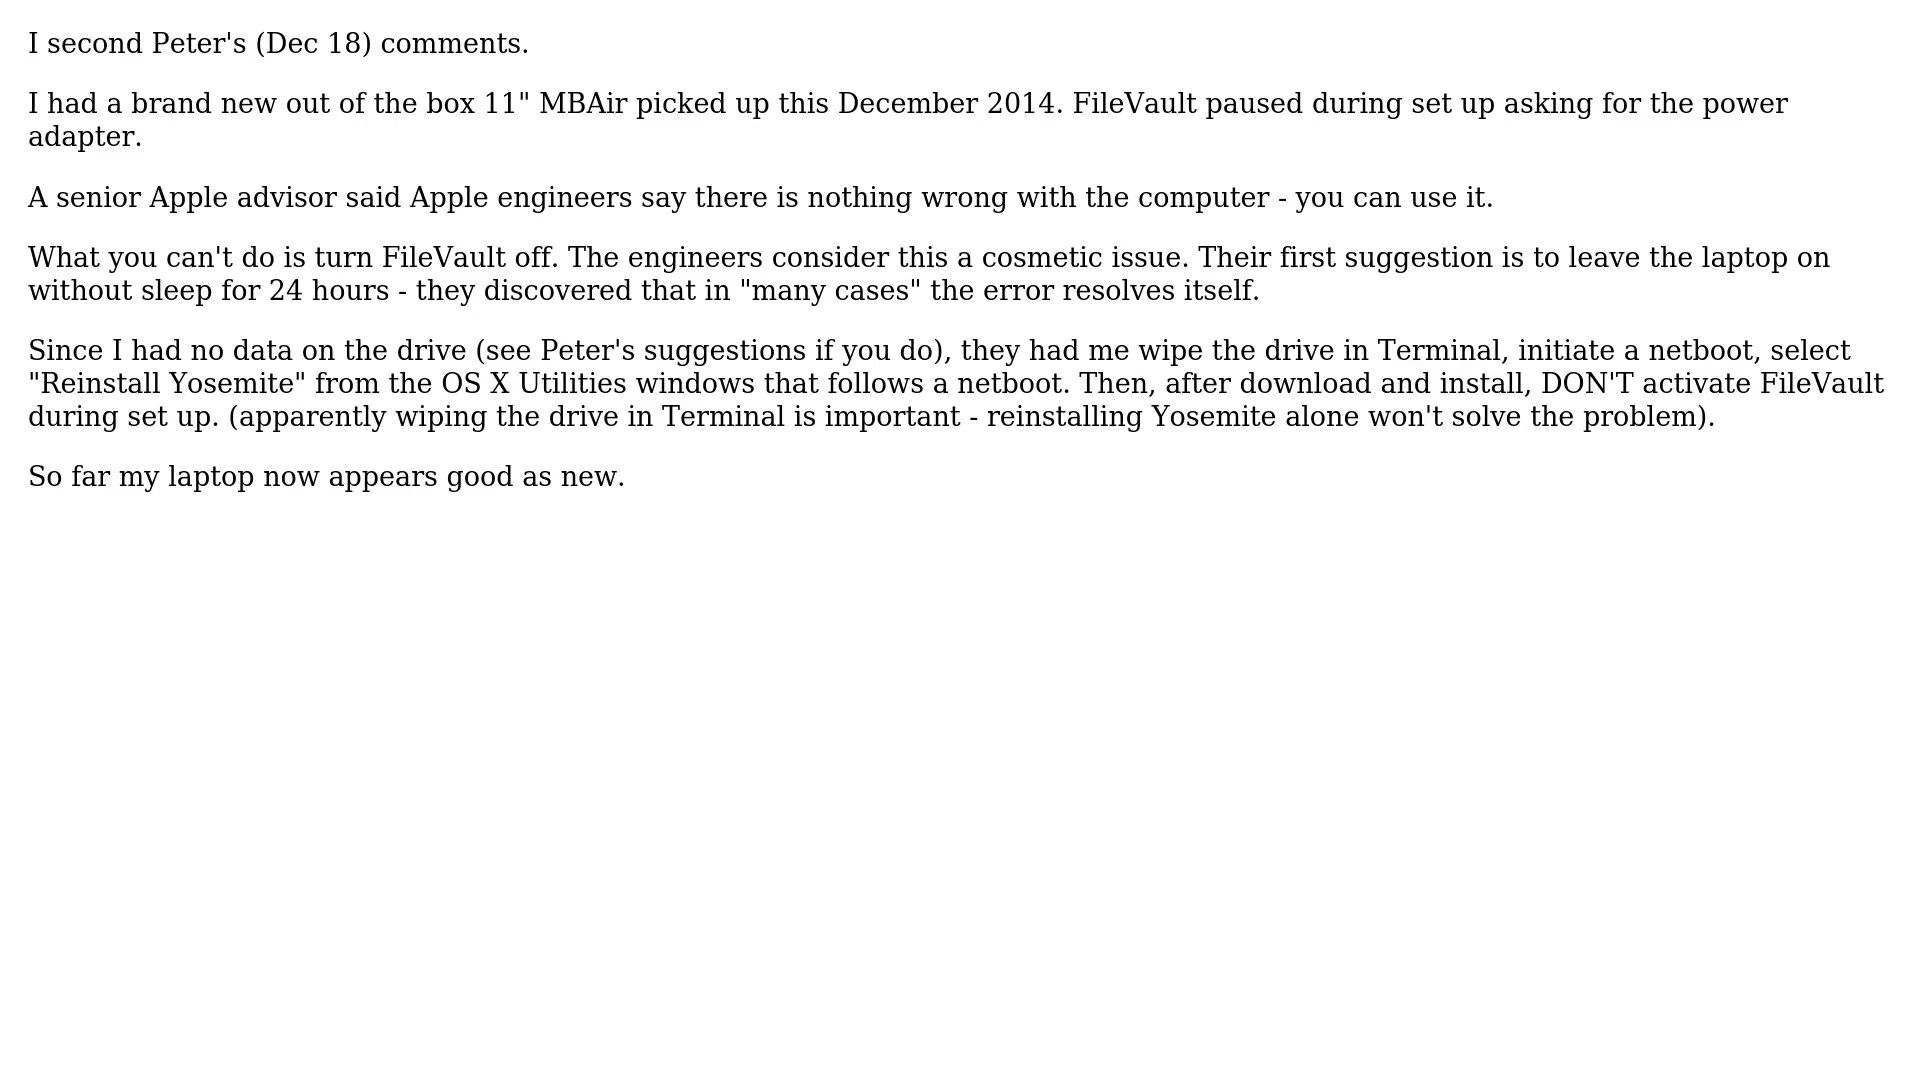 I second Peter's (Dec 18) comments.
I had a brand new out of the box 11" MBAir picked up this December 2014. FileVault paused during set up asking for the power
adapter.
A senior Apple advisor said Apple engineers say there is nothing wrong with the computer - you can use it.
What you can't do is turn FileVault off. The engineers consider this a cosmetic issue. Their first suggestion is to leave the laptop on
without sleep for 24 hours - they discovered that in "many cases" the error resolves itself.
Since I had no data on the drive (see Peter's suggestions if you do), they had me wipe the drive in Terminal, initiate a netboot, select
"Reinstall Yosemite" from the OS X Utilities windows that follows a netboot. Then, after download and install, DON'T activate FileVault
during set up. (apparently wiping the drive in Terminal is important - reinstalling Yosemite alone won't solve the problem).
So far my laptop now appears good as new.